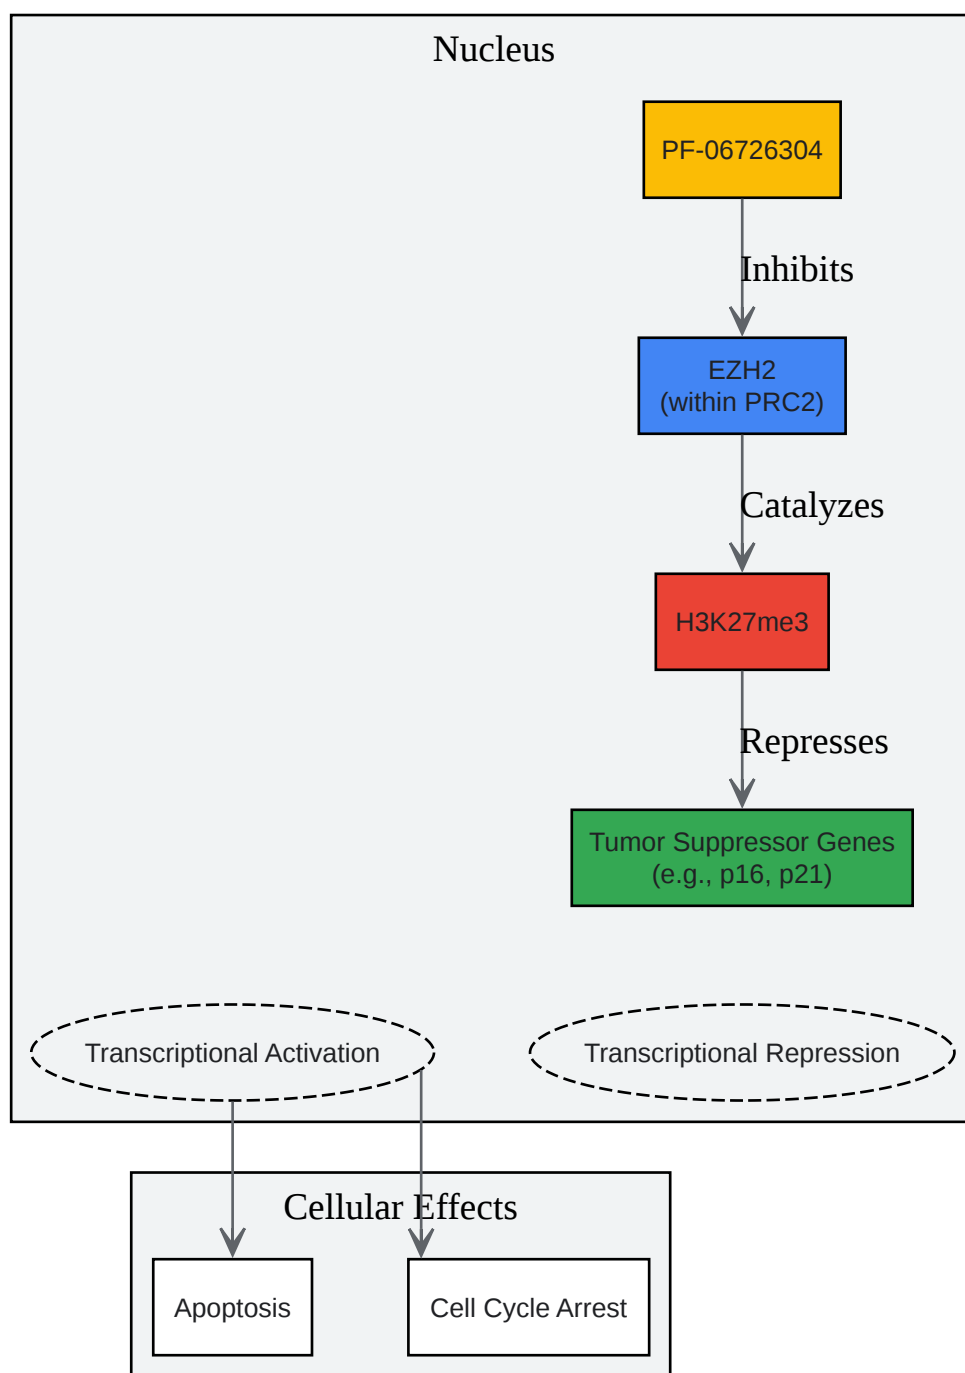 Nucleus
PF-06726304
Inhibits
EZH2
(within PRC2)
Catalyzes
H3K27me3
Represses
Tumor Suppressor Genes
(e.g., p16, p21)
Transcriptional Activation
Transcriptional Repression
Cellular Effects
Apoptosis
Cell Cycle Arrest